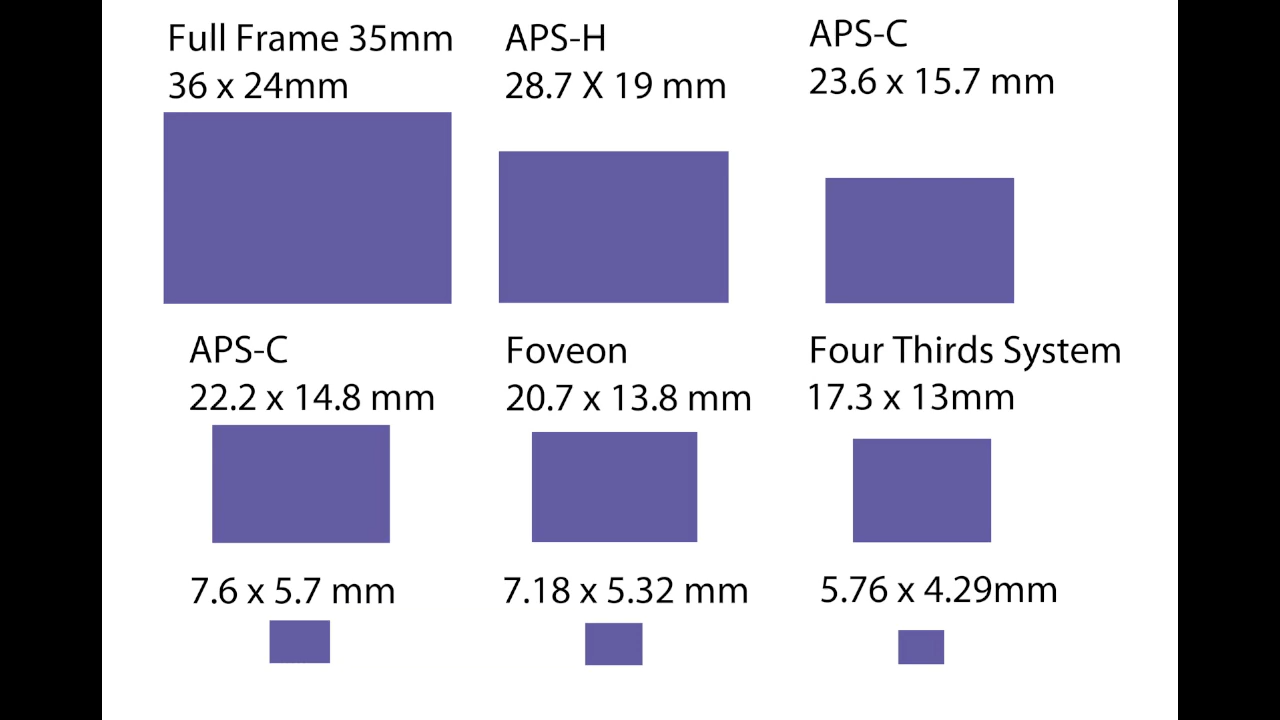 Full Frame 35mm
36 x 24mm
APS-H
28.7 X 19 mm
APS-C
23.6 x 15.7 mm
APS-C
22.2 x 14.8 mm
Foveon
20.7 x 13.8 mm
Four Thirds System
17.3 x 13mm
7.6 x 5.7 mm
7.18 x 5.32 mm
5.76 x 4.29mm